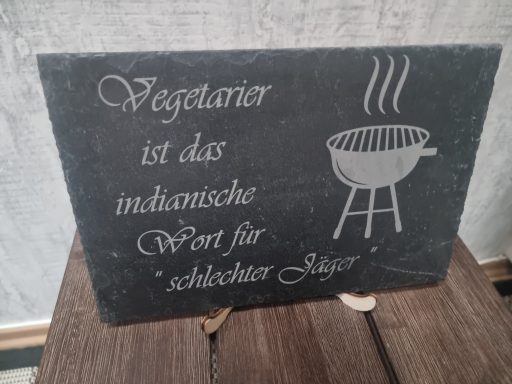 Vegetarier
ist das
indianische
Wort für
" schlechter Jäger "